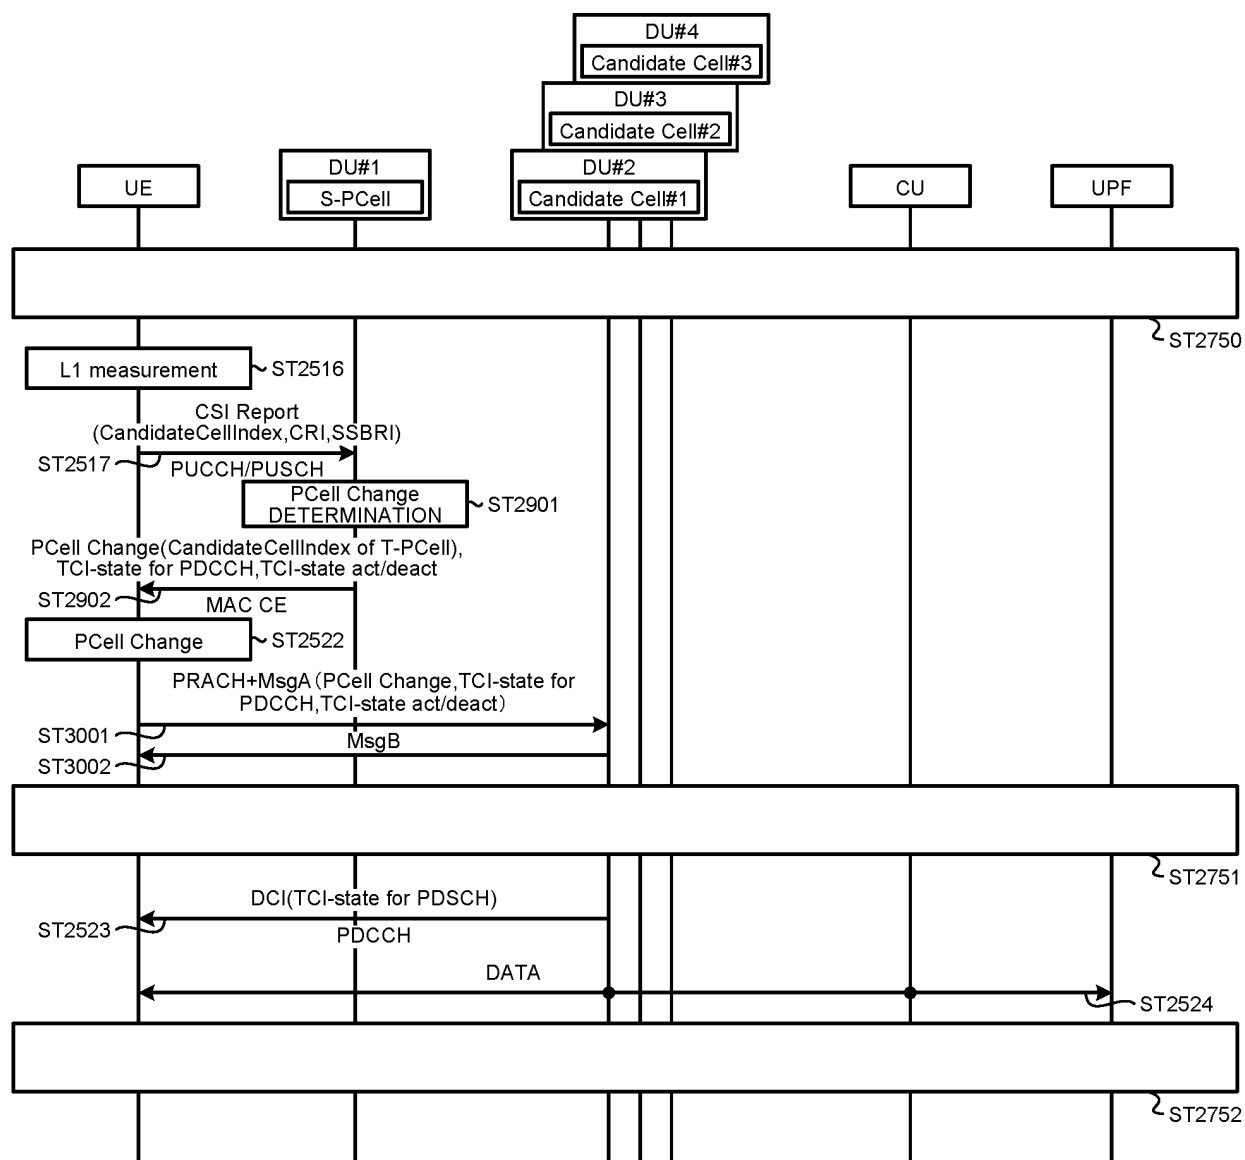 DU#4
Candidate Cell#3
DU#3
Candidate Cell#2
DU#2
Candidate Cell#1
DU#1
S-PCell
UE
CU
UPF
ST2750
L1 measurement
ST2516
CSI Report
(CandidateCellIndex,CRI,SSBRI)
ST2517
PUCCH/PUSCH
PCell Change
DETERMINATION
ST2901
PCell Change(CandidateCellIndex of T-PCell),
TCI-state for PDCCH,TCI-state act/deact
ST2902
MAC CE
PCell Change
ST2522
PRACH+MsgA(PCell Change,TCI-state for
PDCCH,TCI-state act/deact)
ST3001
MsgB
ST3002
ST2751
DCI(TCI-state for PDSCH)
ST2523
PDCCH
DATA
ST2524
ST2752